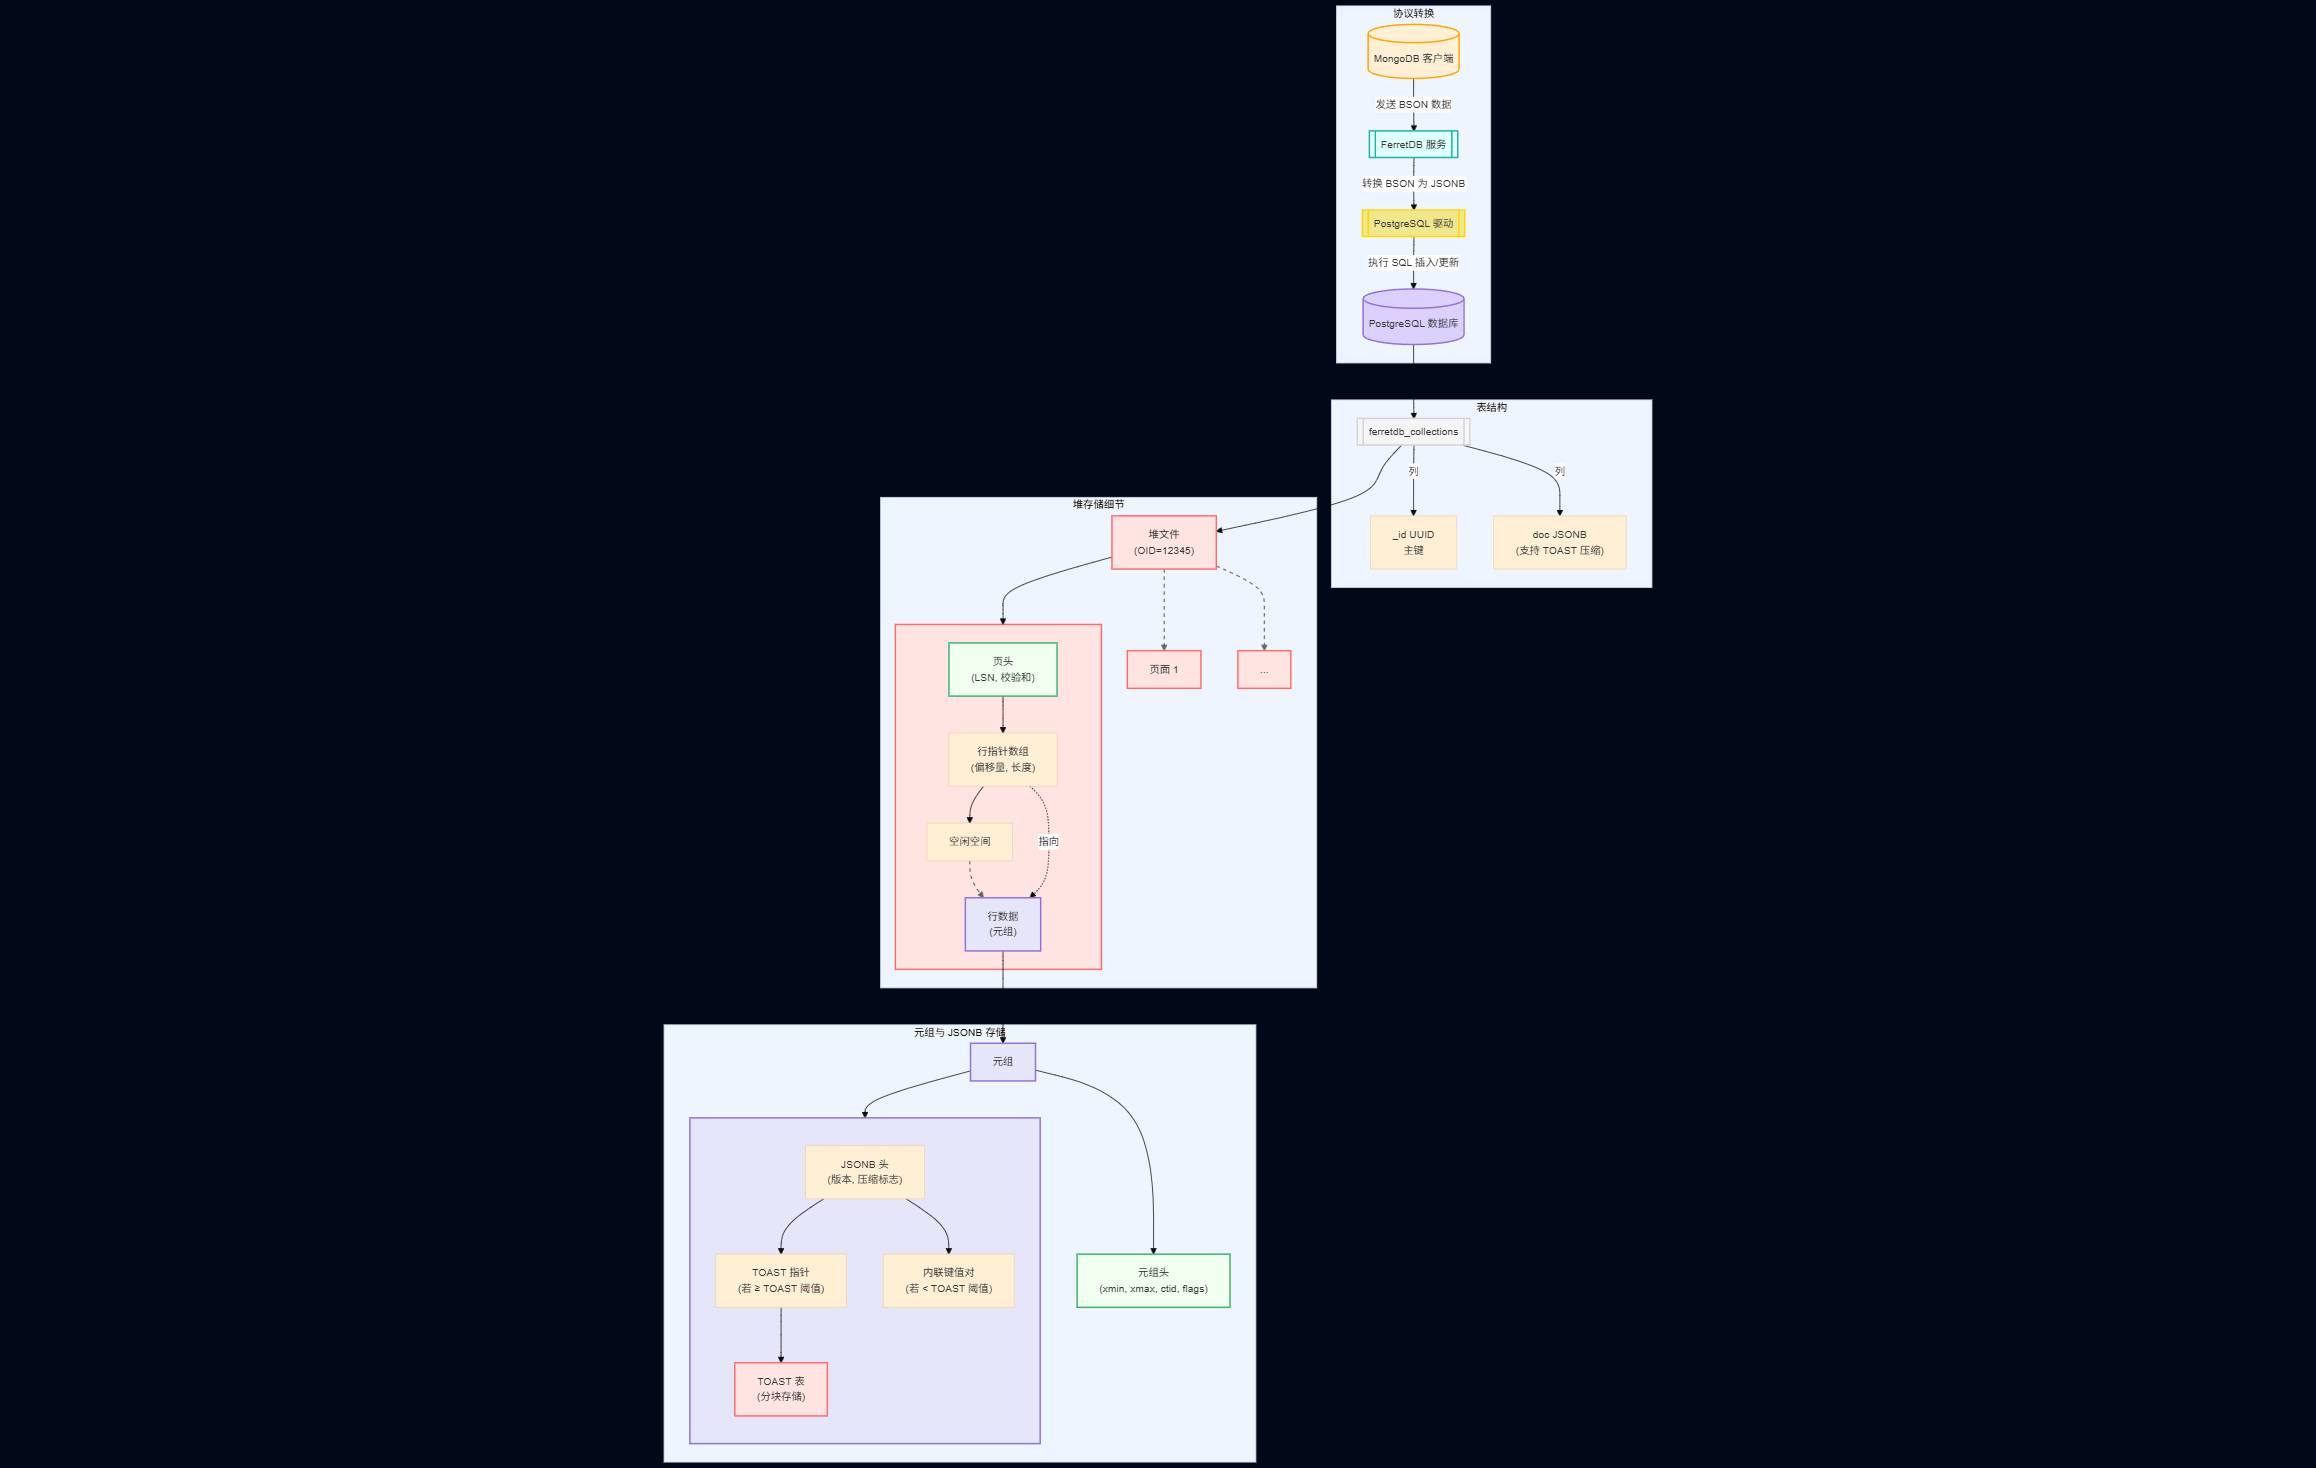 协议转换
MongoDB 客户端
发送 BSON 数据
FerretDB 服务
转换 BSON 为 JSONB
PostgreSQL 驱动
执行 SQL 插入/更新
PostgreSQL 数据库
表结构
ferretdb_collections
列
列
_id UUID
主键
doc JSONB
(支持 TOAST 压缩)
堆存储细节
堆文件
(OID=12345)
页头
(LSN, 校验和)
页面 1
...
行指针数组
(偏移量, 长度)
空闲空间
指向
行数据
(元组)
元组与 JSONB 存储
元组
JSONB 头
(版本, 压缩标志)
TOAST 指针
(若 ≥ TOAST 阈值)
内联键值对
(若 < TOAST 阈值)
元组头
(xmin, xmax, ctid, flags)
TOAST 表
(分块存储)